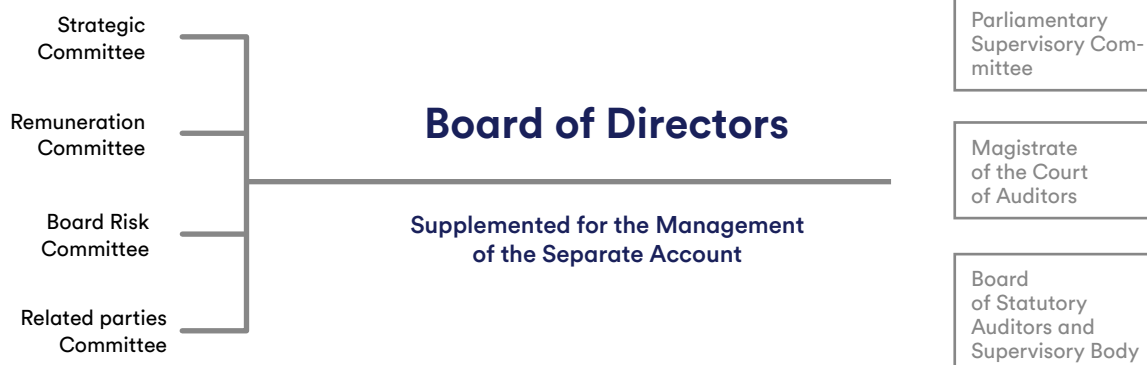 Strategic
Committee
Remuneration
Committee
Board Risk
Committee
Related parties
Committee
Board of Directors
Supplemented for the Management
of the Separate Account
Parliamentary
Supervisory Com-
mittee
Magistrate
of the Court
of Auditors
Board
of Statutory
Auditors and
Supervisory Body